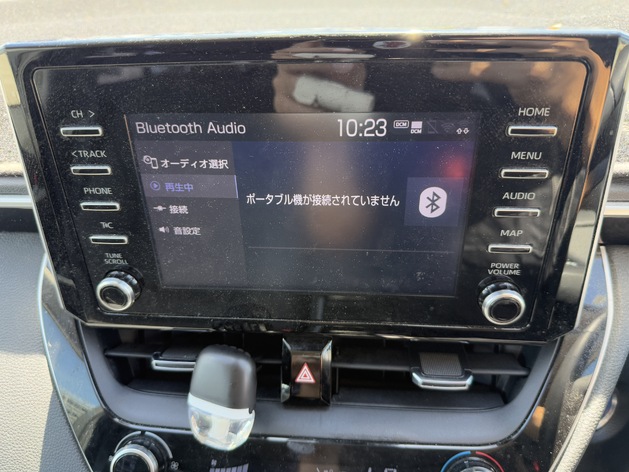 CH >
Bluetooth Audio
10:23
DCM
DCM
HOME
<TRACK
オーディオ選択
MENU
再生中
ポータブル機が接続されていません
PHONE
接続
AUDIO
音設定
MAP
TUNE
SCROLL
POWER
VOLUME